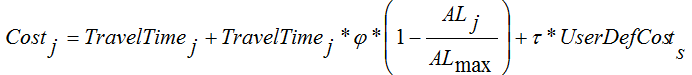 Cost_j = TravelTime_j + TravelTime_j * φ * (1 − AL_j / AL_max) + τ * UserDefCost_s